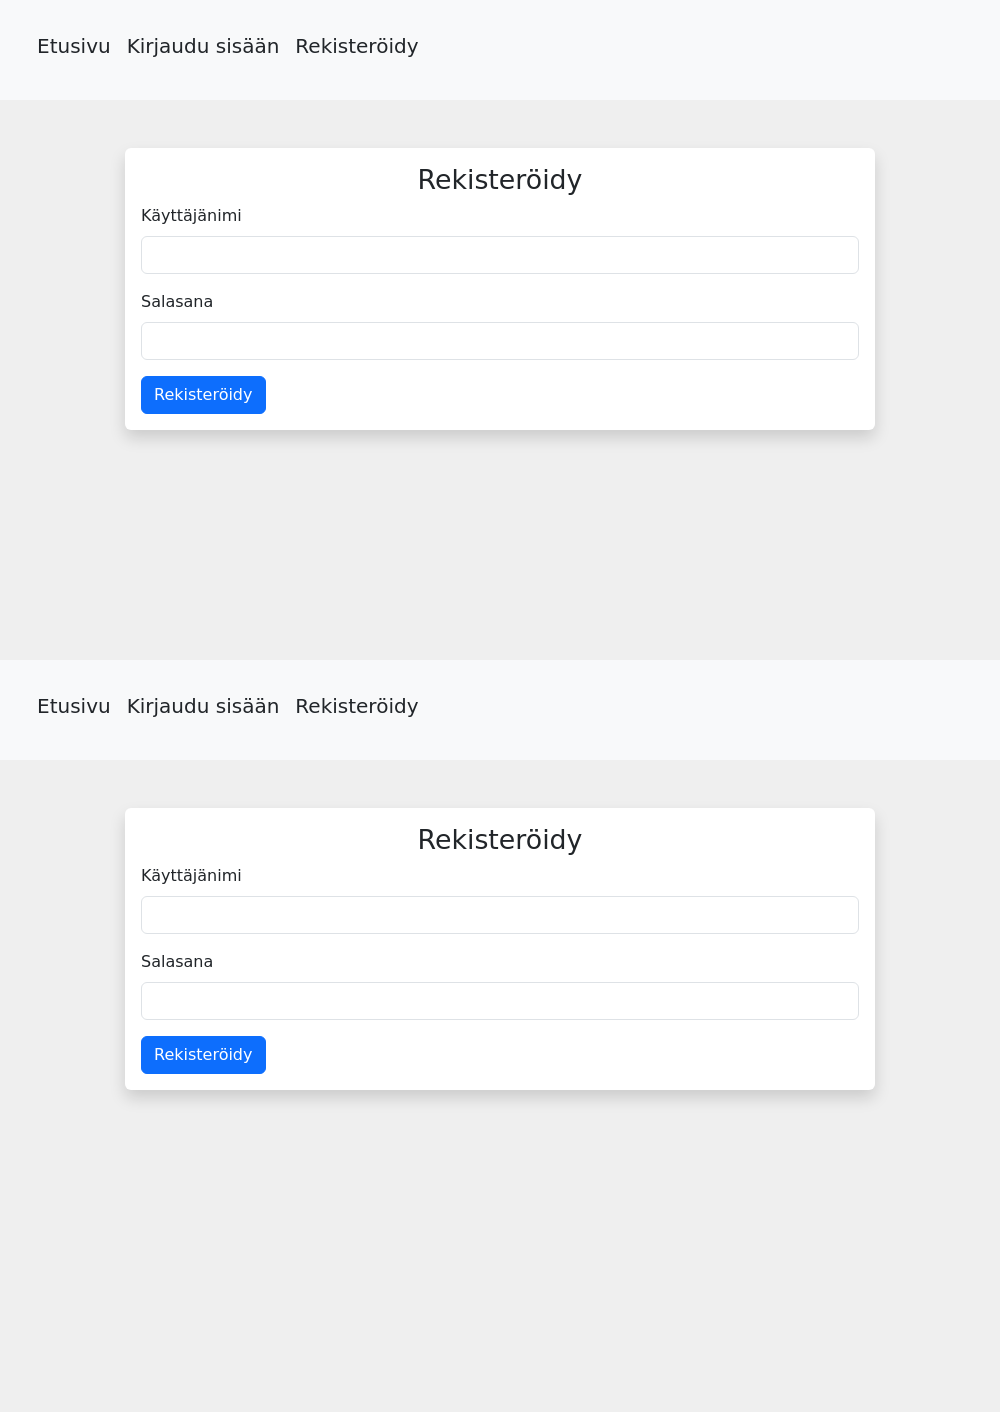 Etusivu Kirjaudu sisään Rekisteröidy
Rekisteröidy
Käyttäjänimi
Salasana
Rekisteröidy
Etusivu Kirjaudu sisään Rekisteröidy
Rekisteröidy
Käyttäjänimi
Salasana
Rekisteröidy